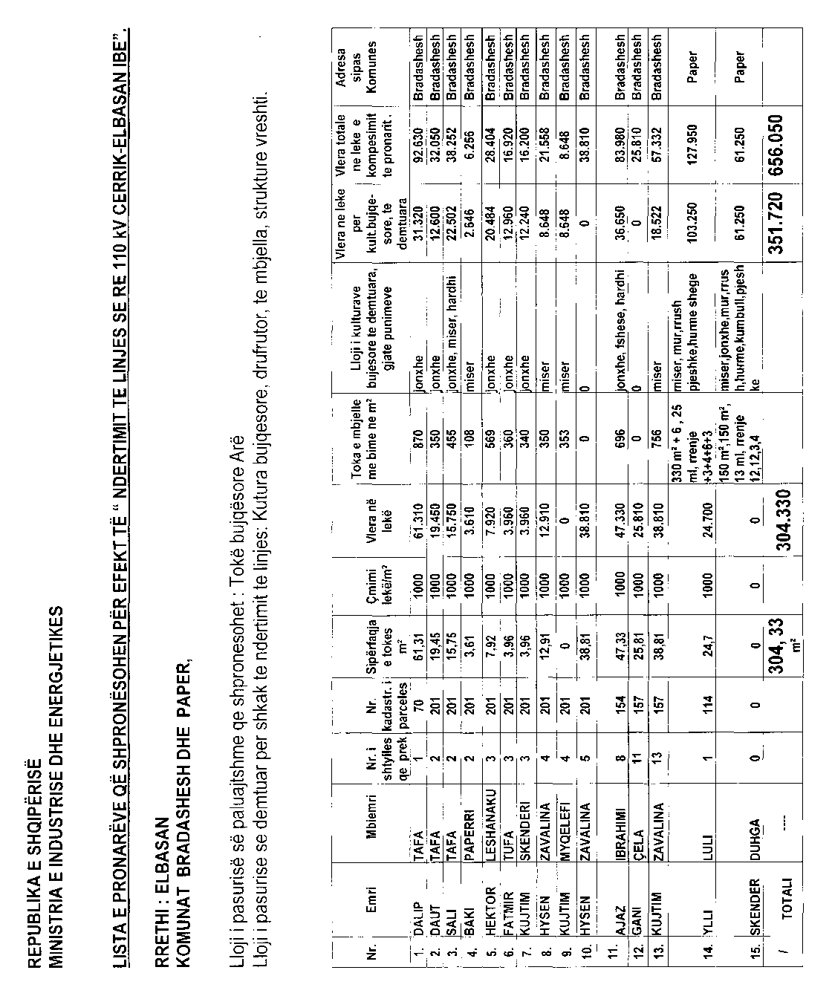 REPUBLIKA E SHQIPËRISË
MINISTRIA E INDUSTRISE DHE ENERGJETIKES
LISTA E PRONARËVE QË SHPRONËSOHEN PËR EFEKT TË “ NDERTIMIT TE LINJES SE RE 110 kV CERRIK-ELBASAN IBE”.
RRETHI : ELBASAN
KOMUNAT BRADASHESH DHE PAPER,
Lloji i pasurisë së paluajtshme qe shpronesohet : Tokë bujqësore Arë
Lloji i pasurise se demtuar per shkak te ndertimit te linjes: Kutura bujqesore, drufrutor, te mbjella, strukture vreshti.
Nr. Emri Mbiemri Nr. i shtylles qe prek Nr. kadastr. i parceles Sipërfaqja e tokes m² Çmimi lekë/m² Vlera në lekë Toka e mbjelle me bime ne m² Lloji i kulturave bujesore te demtuara, gjate punimeve Vlera ne leke per kult.bujqe-sore, te demtuara Vlera totale ne leke e kompesimit te pronarit . Adresa sipas Komunes
1. DALIP TAFA 1 70 61,31 1000 61.310 870 jonxhe 31.320 92.630 Bradashesh
2. DAUT TAFA 2 201 19,45 1000 19.450 350 jonxhe 12.600 32.050 Bradashesh
3. SALI TAFA 2 201 15,75 1000 15.750 455 jonxhe, miser, hardhi 22.502 38.252 Bradashesh
4. BAKI PAPERRI 2 201 3,61 1000 3.610 108 miser 2.646 6.256 Bradashesh
5. HEKTOR LESHANAKU 3 201 7,92 1000 7.920 569 jonxhe 20.484 28.404 Bradashesh
6. FATMIR TUFA 3 201 3,96 1000 3.960 360 jonxhe 12.960 16.920 Bradashesh
7. KUJTIM SKENDERI 3 201 3,96 1000 3.960 340 jonxhe 12.240 16.200 Bradashesh
8. HYSEN ZAVALINA 4 201 12,91 1000 12.910 350 miser 8.648 21.558 Bradashesh
9. KUJTIM MYQELEFI 4 201 0 1000 0 353 miser 8.648 8.648 Bradashesh
10. HYSEN ZAVALINA 5 201 38,81 1000 38.810 0 0 0 38.810 Bradashesh
11. AJAZ IBRAHIMI 8 154 47,33 1000 47.330 696 jonxhe, fshese, hardhi 36.650 83.980 Bradashesh
12. GANI ÇELA 11 157 25,81 1000 25.810 0 0 0 25.810 Bradashesh
13. KUJTIM ZAVALINA 13 157 38,81 1000 38.810 756 miser 18.522 57.332 Bradashesh
14. YLLI LULI 1 114 24,7 1000 24.700 330 m² + 6 , 25 ml, rrenje +3+4+6+3 miser, mur,rrush pjeshke,hurme shege 103.250 127.950 Paper
15. SKENDER DURGA 0 0 0 0 0 150 m²,150 m², 13 ml, rrenje 12,12,3,4 miser,jonxhe,mur,rrus h,hurme,kumbull,pjesh ke 61.250 61.250 Paper
/ TOTALI ---- 304, 33 m² 304.330 351.720 656.050